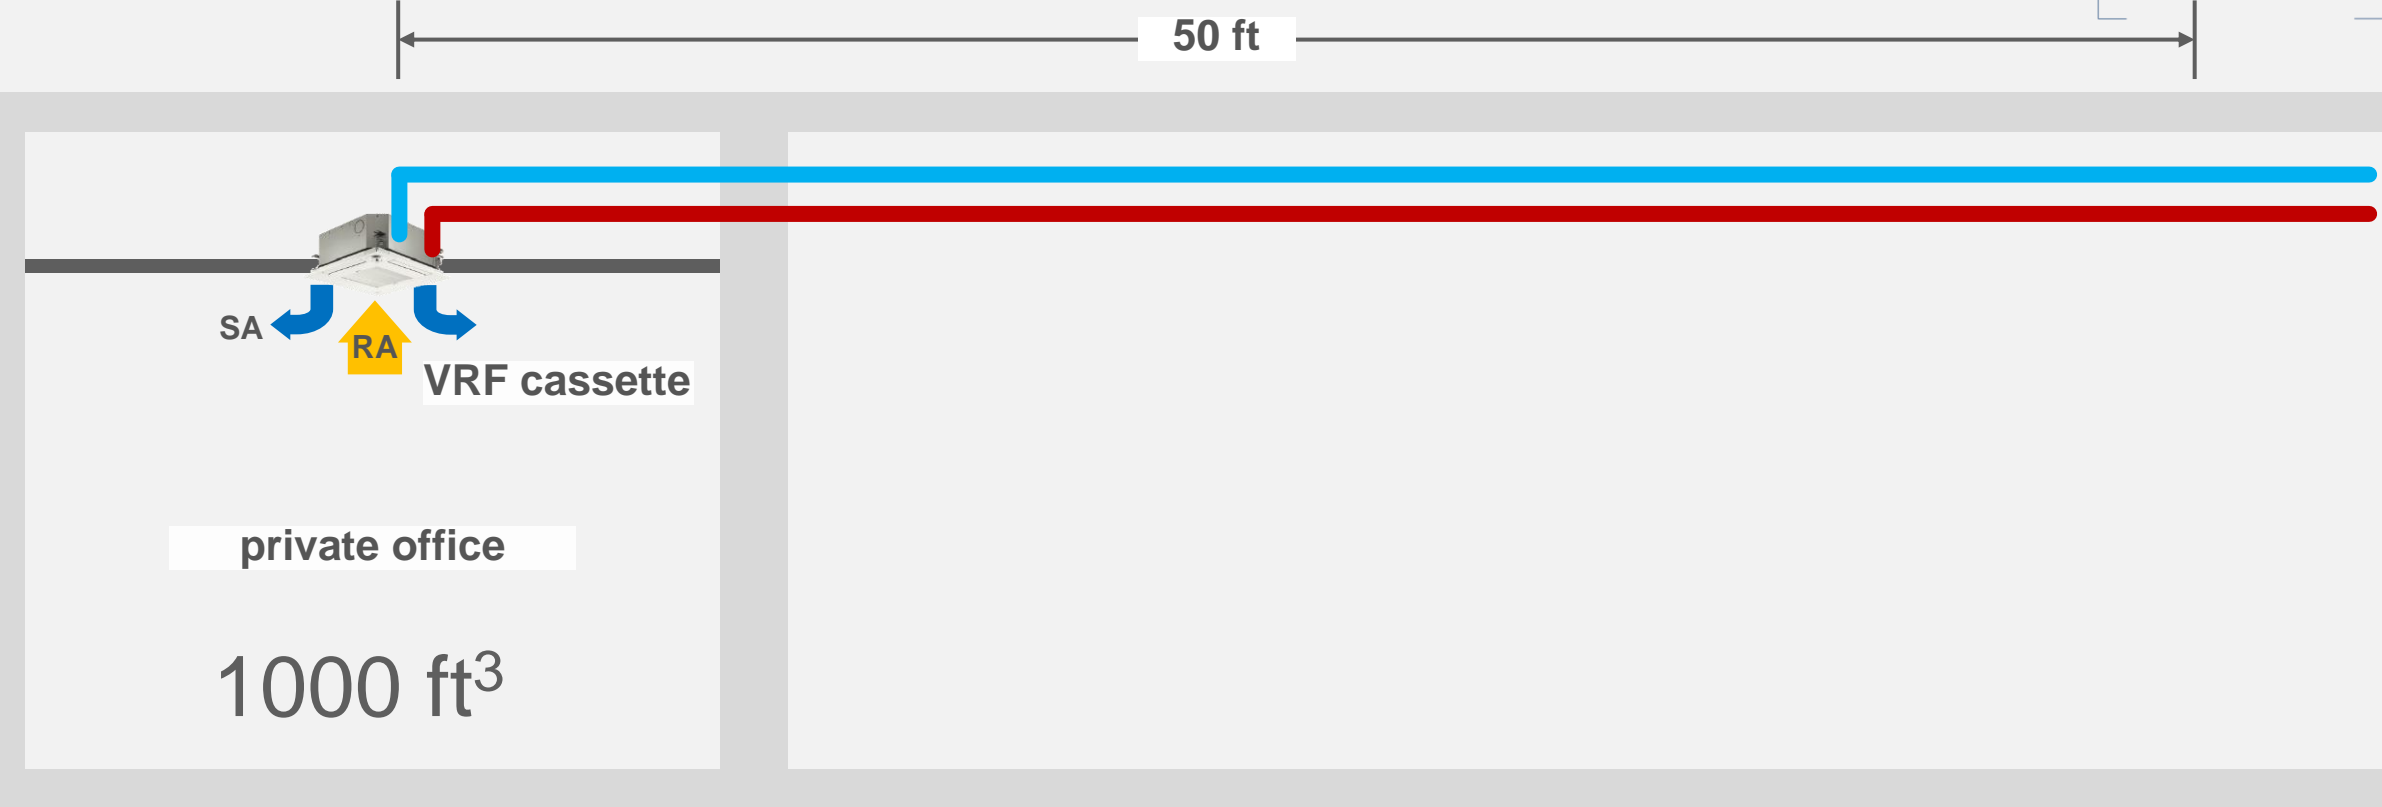 50 ft
SA
RA
VRF cassette
private office
1000 ft³